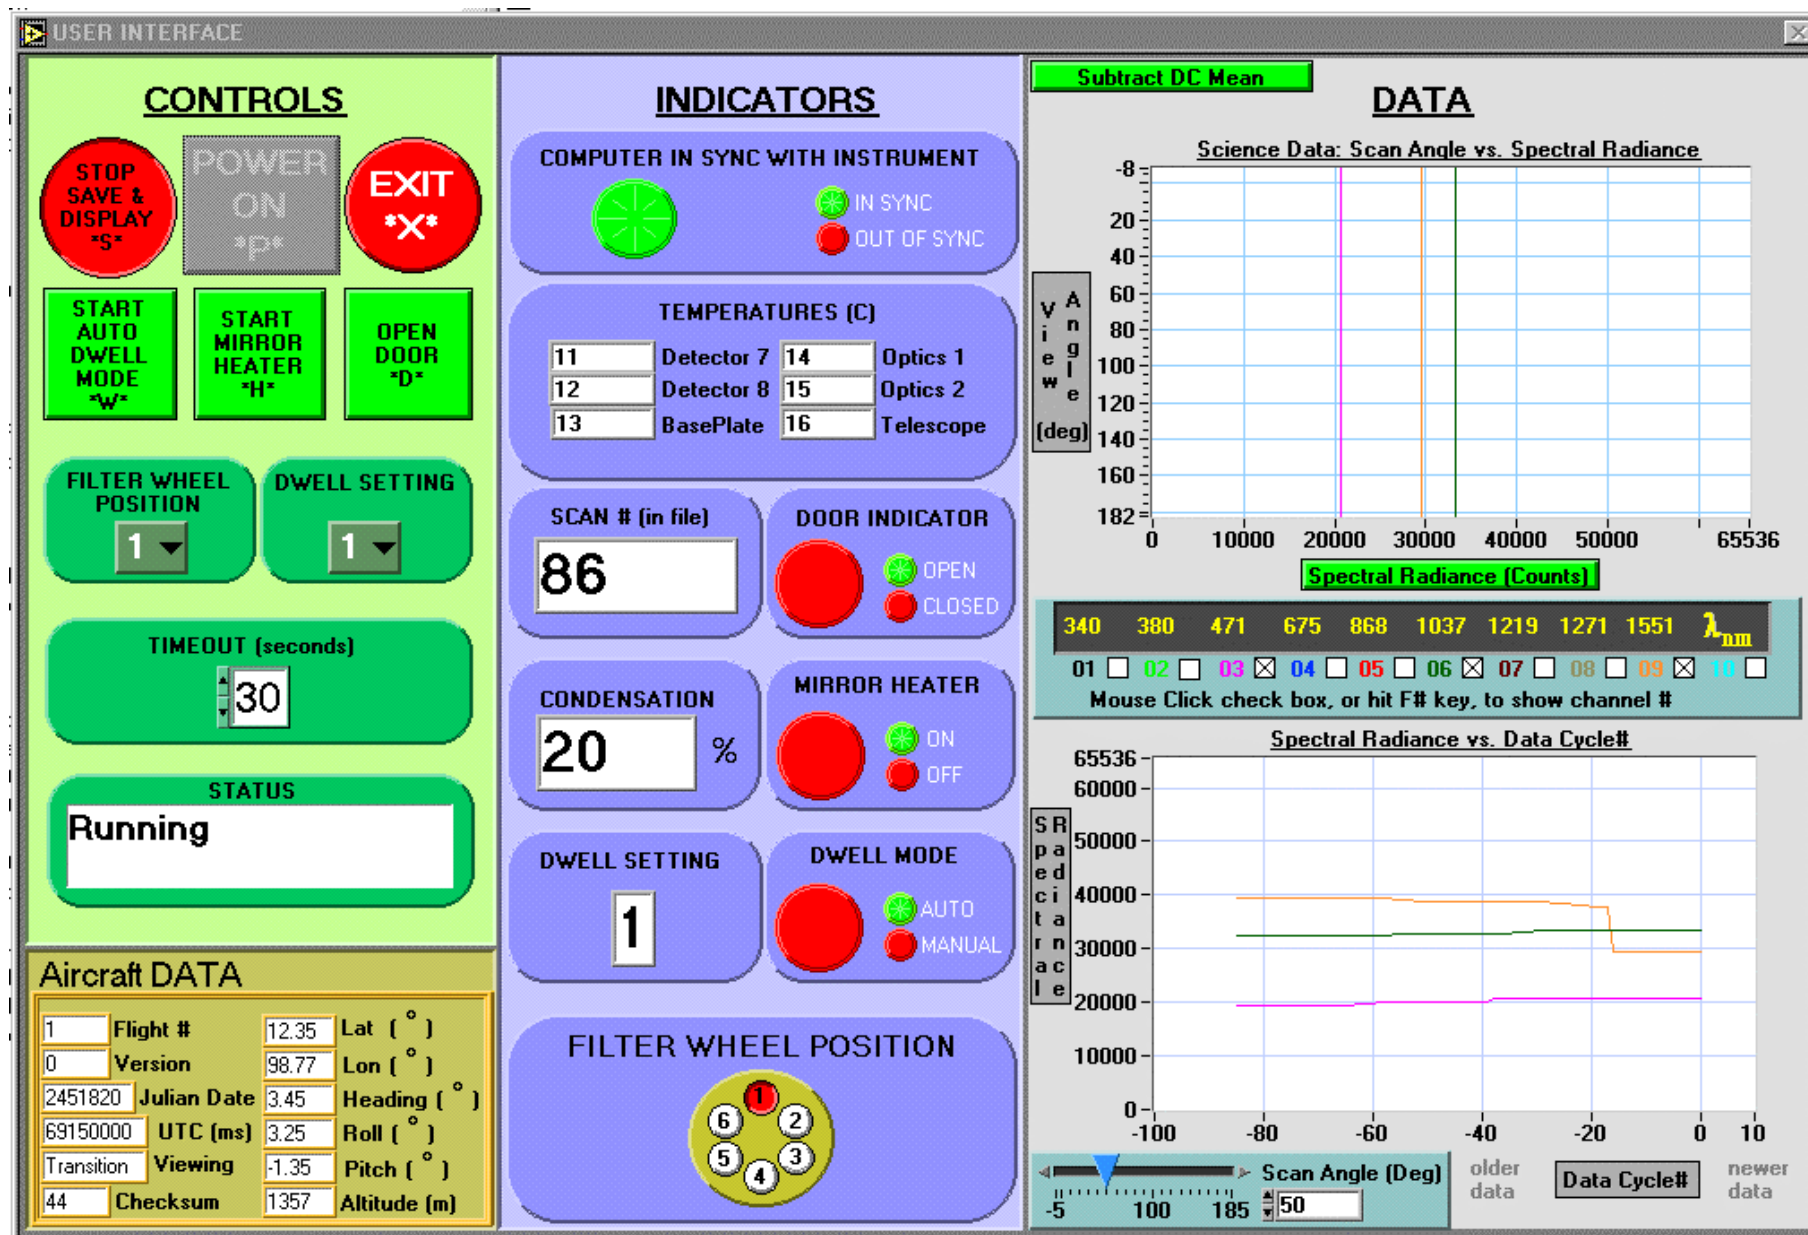 USER INTERFACE
CONTROLS
STOP
SAVE &
DISPLAY
*S*
POWER
ON
*P*
EXIT
*X*
START
AUTO
DWELL
MODE
*W*
START
MIRROR
HEATER
*H*
OPEN
DOOR
*D*
FILTER WHEEL
POSITION
1
DWELL SETTING
1
TIMEOUT (seconds)
30
STATUS
Running
Aircraft DATA
1 Flight # 12.35 Lat ( ° )
0 Version 98.77 Lon ( ° )
2451820 Julian Date 3.45 Heading ( ° )
69150000 UTC (ms) 3.25 Roll ( ° )
Transition Viewing -1.35 Pitch ( ° )
44 Checksum 1357 Altitude (m)
INDICATORS
COMPUTER IN SYNC WITH INSTRUMENT
IN SYNC
OUT OF SYNC
TEMPERATURES (C)
11 Detector 7 14 Optics 1
12 Detector 8 15 Optics 2
13 BasePlate 16 Telescope
SCAN # (in file)
86
DOOR INDICATOR
OPEN
CLOSED
CONDENSATION
20 %
MIRROR HEATER
ON
OFF
DWELL SETTING
1
DWELL MODE
AUTO
MANUAL
FILTER WHEEL POSITION
1
2
3
4
5
6
Subtract DC Mean
DATA
Science Data: Scan Angle vs. Spectral Radiance
View Angle (deg)
-8
20
40
60
80
100
120
140
160
182
0 10000 20000 30000 40000 50000 65536
Spectral Radiance (Counts)
340 380 471 675 868 1037 1219 1271 1551 λnm
01 02 03 04 05 06 07 08 09 10
Mouse Click check box, or hit F# key, to show channel #
Spectral Radiance vs. Data Cycle#
Spectral Radiance
65536
60000
50000
40000
30000
20000
10000
0
-100 -80 -60 -40 -20 0 10
Scan Angle (Deg)
-5 100 185 50
older
data
Data Cycle#
newer
data